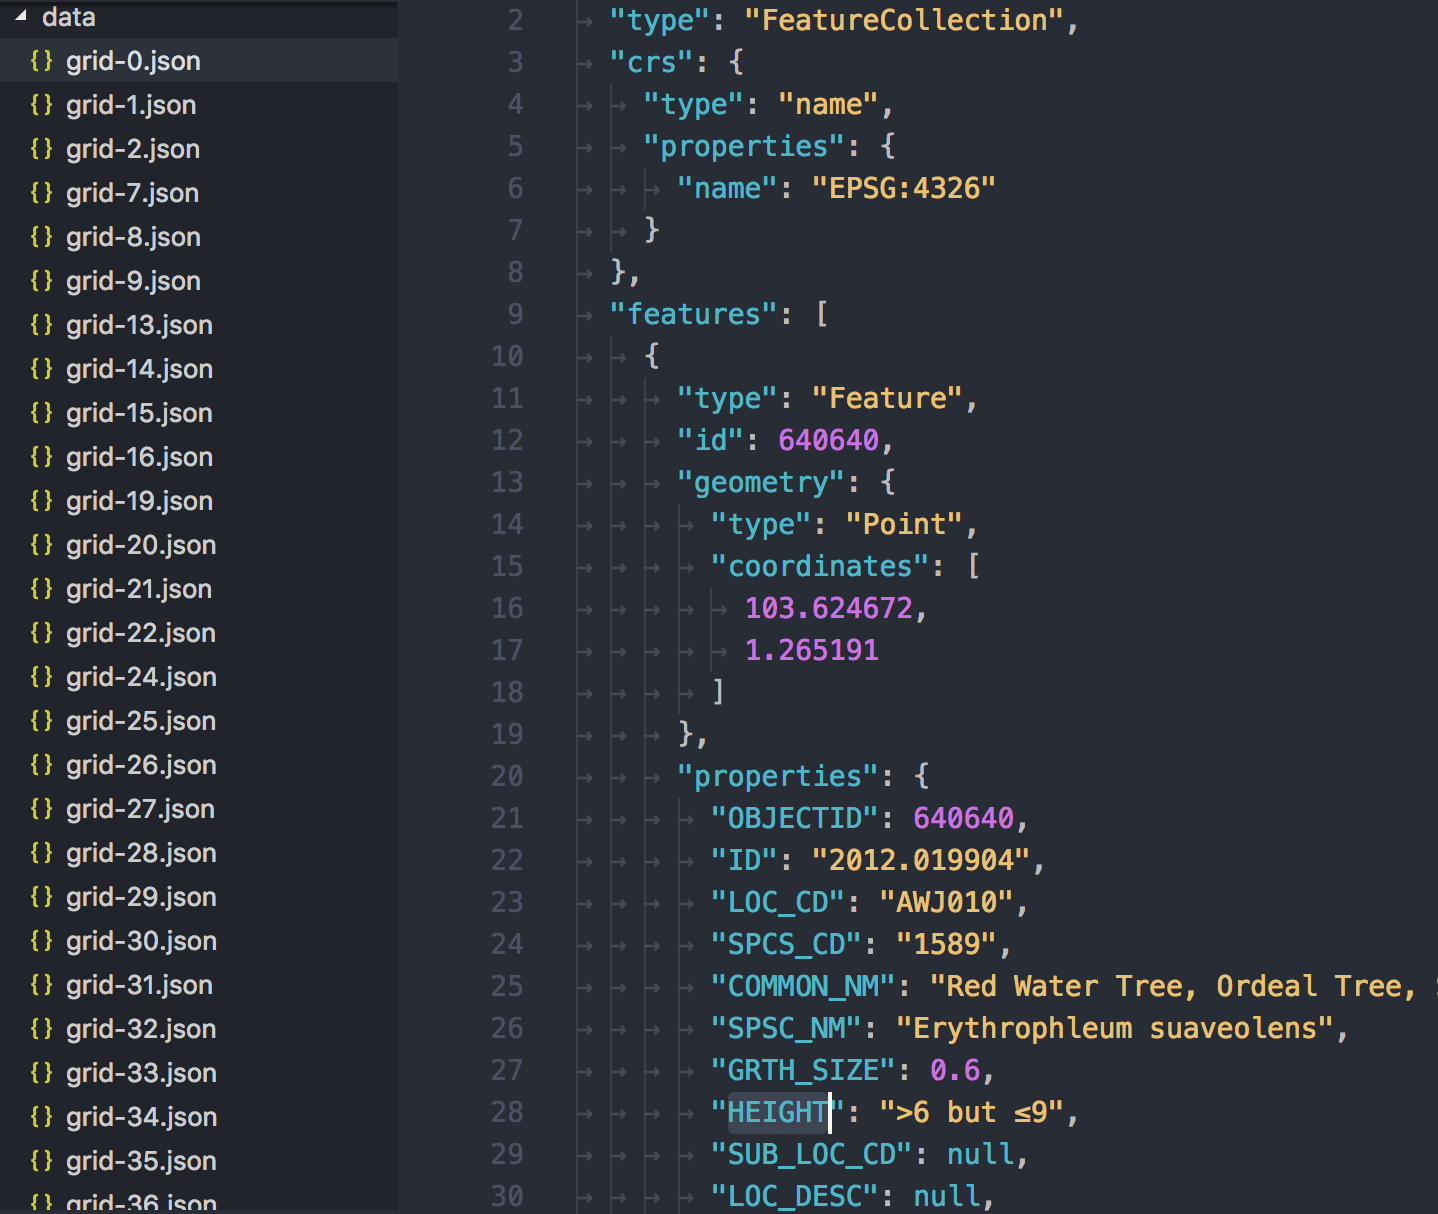 data
grid-0.json
grid-1.json
grid-2.json
grid-7.json
grid-8.json
grid-9.json
grid-13.json
grid-14.json
grid-15.json
grid-16.json
grid-19.json
grid-20.json
grid-21.json
grid-22.json
grid-24.json
grid-25.json
grid-26.json
grid-27.json
grid-28.json
grid-29.json
grid-30.json
grid-31.json
grid-32.json
grid-33.json
grid-34.json
grid-35.json
grid-36.json
2 "type": "FeatureCollection",
3 "crs": {
4 "type": "name",
5 "properties": {
6 "name": "EPSG:4326"
7 }
8 },
9 "features": [
10 {
11 "type": "Feature",
12 "id": 640640,
13 "geometry": {
14 "type": "Point",
15 "coordinates": [
16 103.624672,
17 1.265191
18 ]
19 },
20 "properties": {
21 "OBJECTID": 640640,
22 "ID": "2012.019904",
23 "LOC_CD": "AWJ010",
24 "SPCS_CD": "1589",
25 "COMMON_NM": "Red Water Tree, Ordeal Tree,
26 "SPSC_NM": "Erythrophleum suaveolens",
27 "GRTH_SIZE": 0.6,
28 "HEIGHT": ">6 but ≤9",
29 "SUB_LOC_CD": null,
30 "LOC_DESC": null,